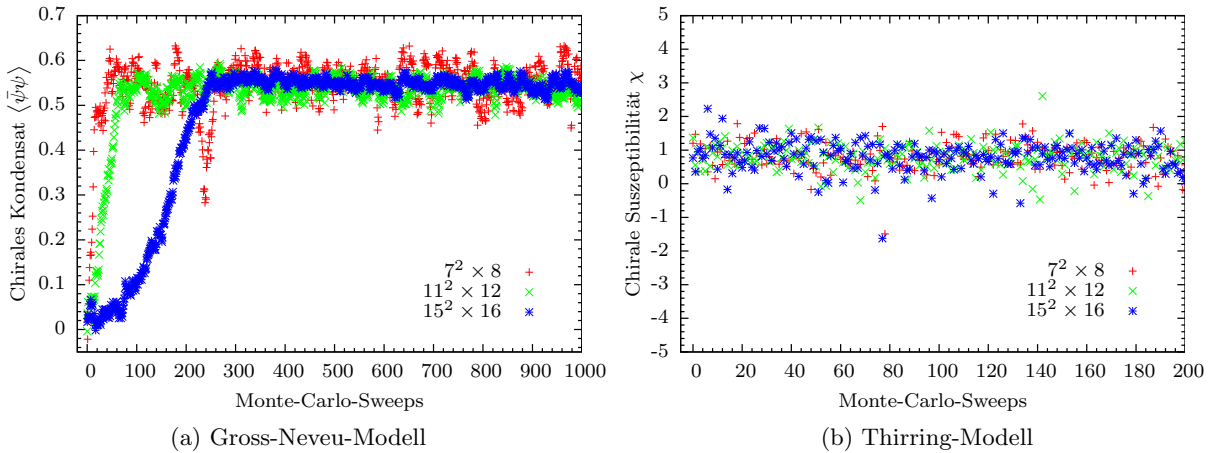 0.7
0.6
0.5
0.4
0.3
0.2
0.1
0
Chirales Kondensat ⟨ψ̄ψ⟩
7² × 8
11² × 12
15² × 16
0 100 200 300 400 500 600 700 800 900 1000
Monte-Carlo-Sweeps
(a) Gross-Neveu-Modell
5
4
3
2
1
0
-1
-2
-3
-4
-5
Chirale Suszeptibilität χ
7² × 8
11² × 12
15² × 16
0 20 40 60 80 100 120 140 160 180 200
Monte-Carlo-Sweeps
(b) Thirring-Modell